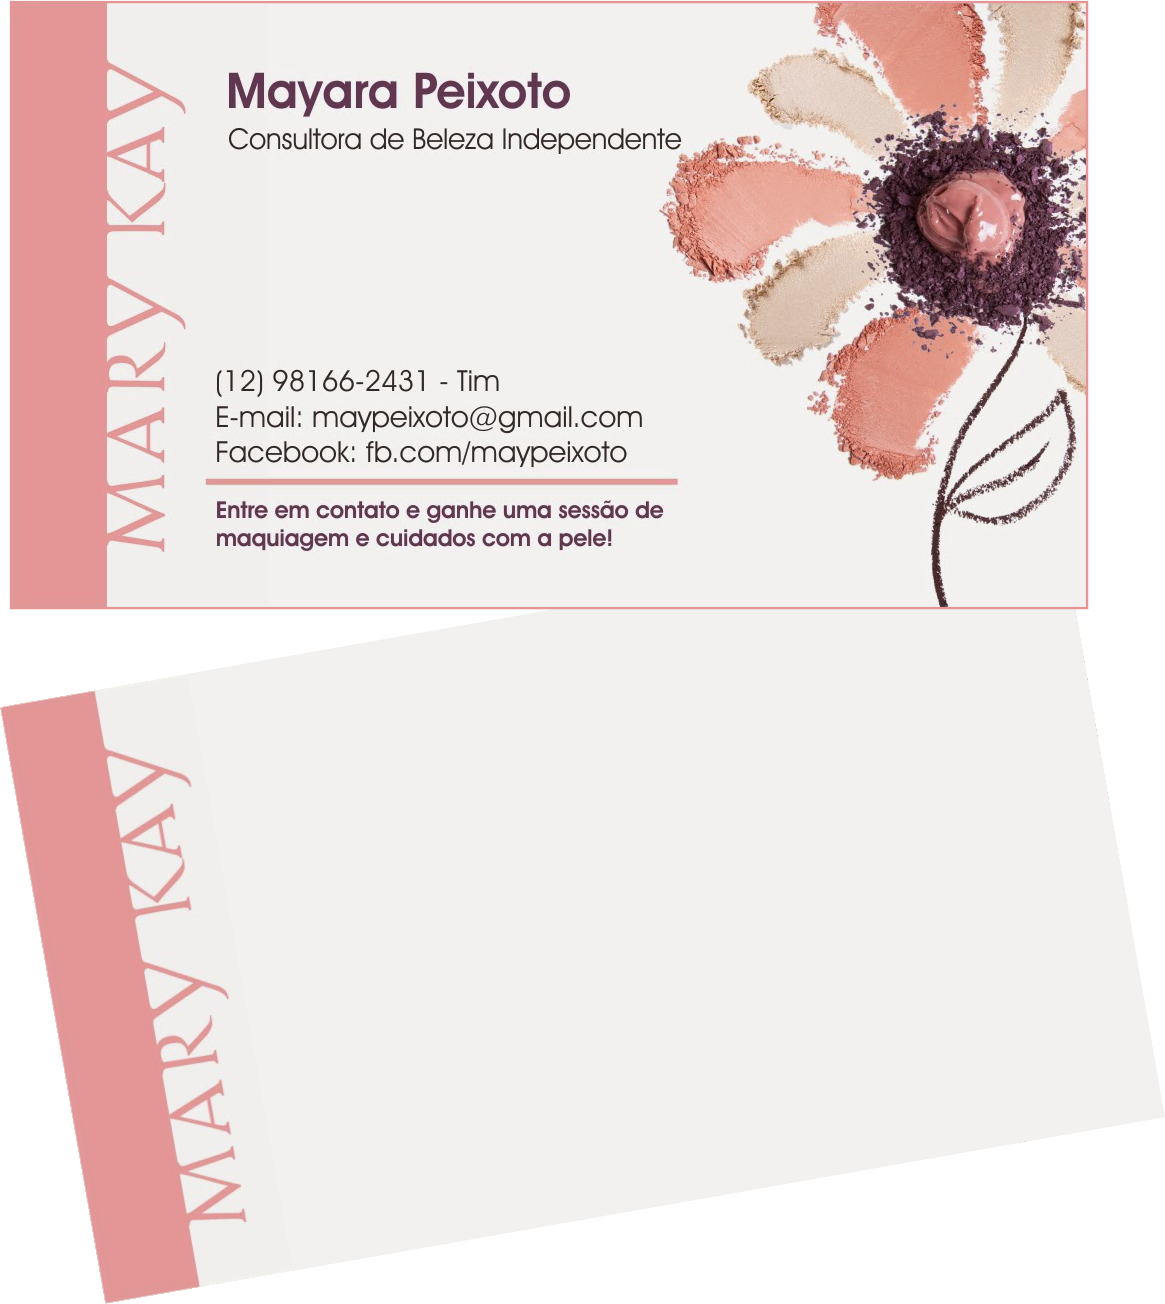 MARY KAY
Mayara Peixoto
Consultora de Beleza Independente
(12) 98166-2431 - Tim
E-mail: maypeixoto@gmail.com
Facebook: fb.com/maypeixoto
Entre em contato e ganhe uma sessão de
maquiagem e cuidados com a pele!
MARY KAY